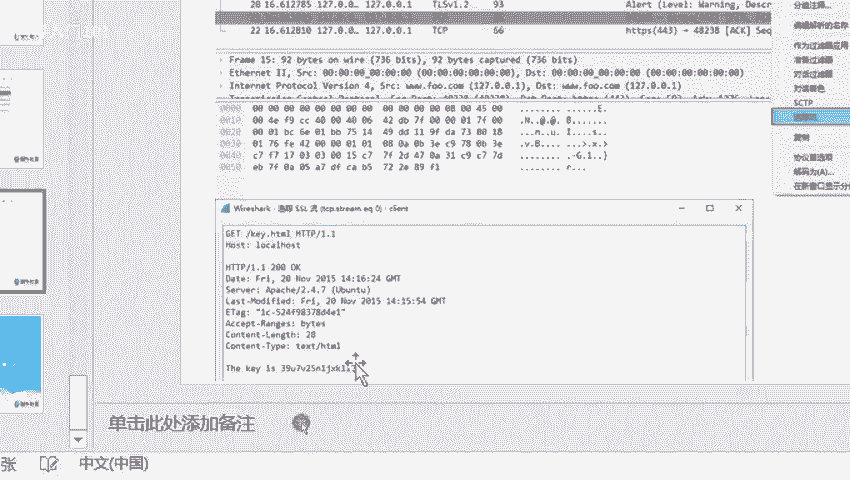 20 16.612785 127.0.0… 127.0.0.1 TLSv1.2 93 Alert (Level: Warning, Descr
22 16.612810 127.0.0… 127.0.0.1 TCP 66 https(443) → 48238 [ACK] Seq
Frame 15: 92 bytes on wire (736 bits), 92 bytes captured (736 bits)
Ethernet II, Src: 00:00:00_00:00:00 (00:00:00:00:00:00), Dst: 00:00:00_00:00:00 (00:00:00:00:00:00)
Internet Protocol Version 4, Src: www.foo.com (127.0.0.1), Dst: www.foo.com (127.0.0.1)
0000 00 00 00 00 00 00 00 00 00 00 00 00 08 00 45 00
0010 00 4e f9 cc 40 00 40 06 42 db 7f 00 00 01 7f 00
0020 00 01 bc 6e 01 bb 75 14 49 dd 11 9f da 73 80 18
0030 01 76 fe 42 00 00 01 01 08 0a 0b 3e c9 78 0b 3e
0040 c7 f7 17 03 03 00 15 c7 7f 2d 47 0a 31 c9 c7 7d
0050 eb 7f 0a 05 a7 df ca b5 72 2e 89 f1
分组注释…
编辑解析的名称
作为过滤器应用
准备过滤器
对话过滤器
对话着色
SCTP
协议首选项
解码为(A)…
在新窗口显示分
Wireshark · 追踪 SSL 流 (tcp.stream eq 0) · client
GET /key.html HTTP/1.1
Host: localhost
HTTP/1.1 200 OK
Date: Fri, 20 Nov 2015 14:16:24 GMT
Server: Apache/2.4.7 (Ubuntu)
Last-Modified: Fri, 20 Nov 2015 14:15:54 GMT
ETag: "1c-524f98378d4e1"
Accept-Ranges: bytes
Content-Length: 28
Content-Type: text/html
The key is
单击此处添加备注
张 中文(中国)